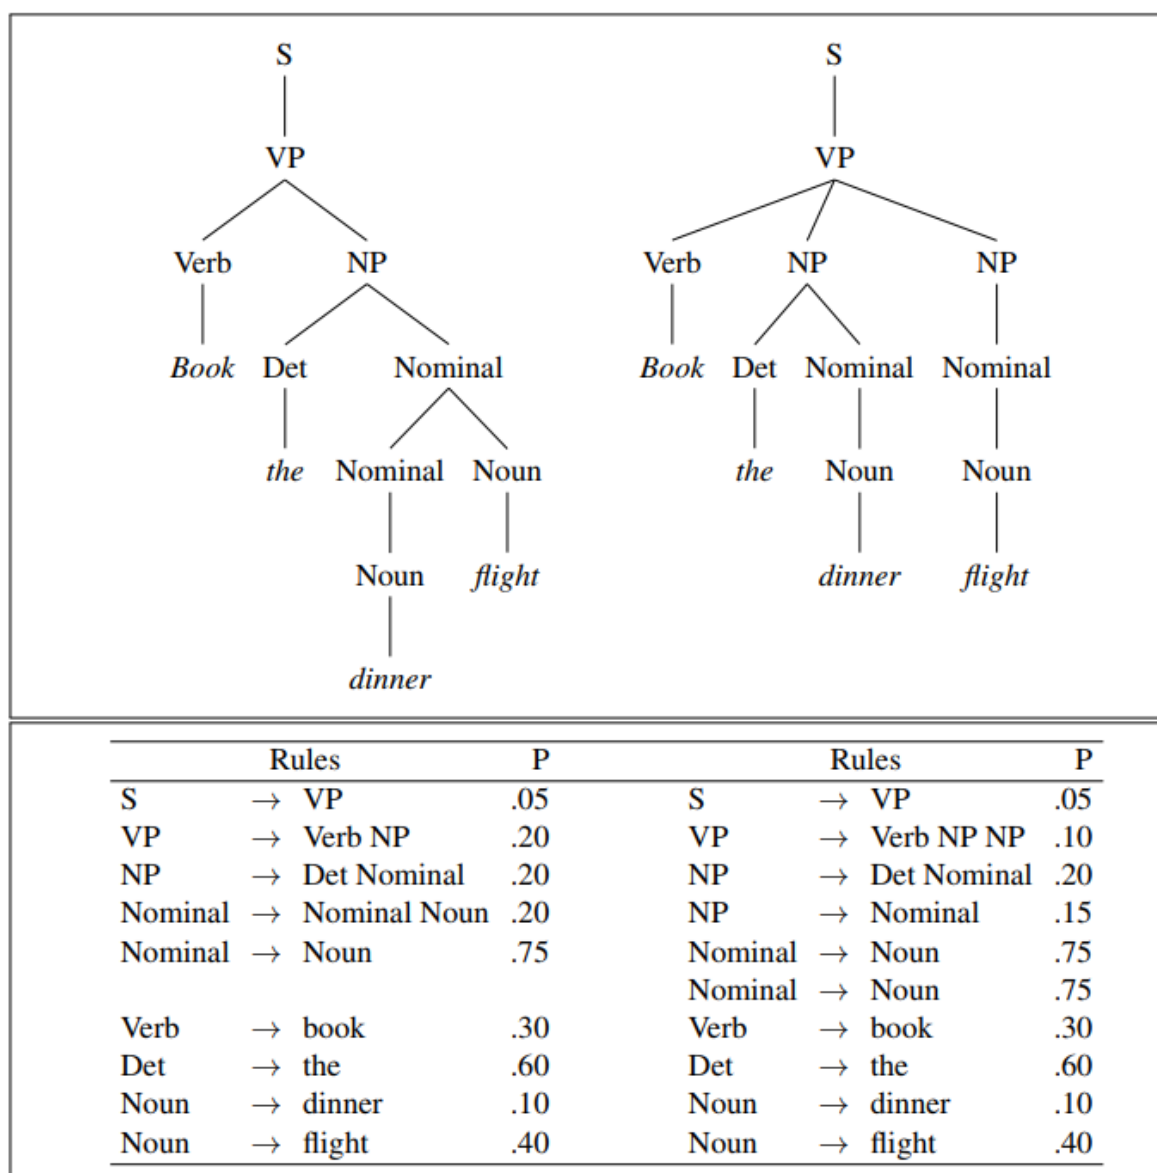 S S
VP VP
Verb NP Verb NP NP
Book Det Nominal Book Det Nominal Nominal
the Nominal Noun the Noun Noun
Noun flight dinner flight
dinner
Rules P Rules P
S → VP .05 S → VP .05
VP → Verb NP .20 VP → Verb NP NP .10
NP → Det Nominal .20 NP → Det Nominal .20
Nominal → Nominal Noun .20 NP → Nominal .15
Nominal → Noun .75 Nominal → Noun .75
Nominal → Noun .75
Verb → book .30 Verb → book .30
Det → the .60 Det → the .60
Noun → dinner .10 Noun → dinner .10
Noun → flight .40 Noun → flight .40